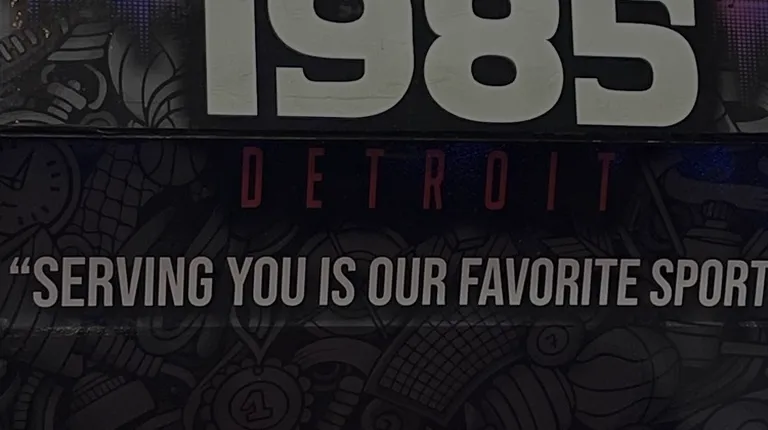 1985
DETROIT
“SERVING YOU IS OUR FAVORITE SPORT